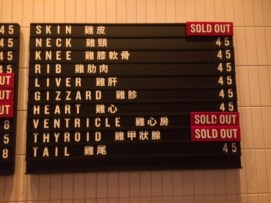 SKIN 雞皮 SOLD OUT
NECK 雞頸 45
KNEE 雞膝軟骨 45
RIB 雞肋肉 45
LIVER 雞肝 45
GIZZARD 雞胗 45
HEART 雞心 45
VENTRICLE 雞心房 SOLD OUT
THYROID 雞甲狀腺 SOLD OUT
TAIL 雞尾 45